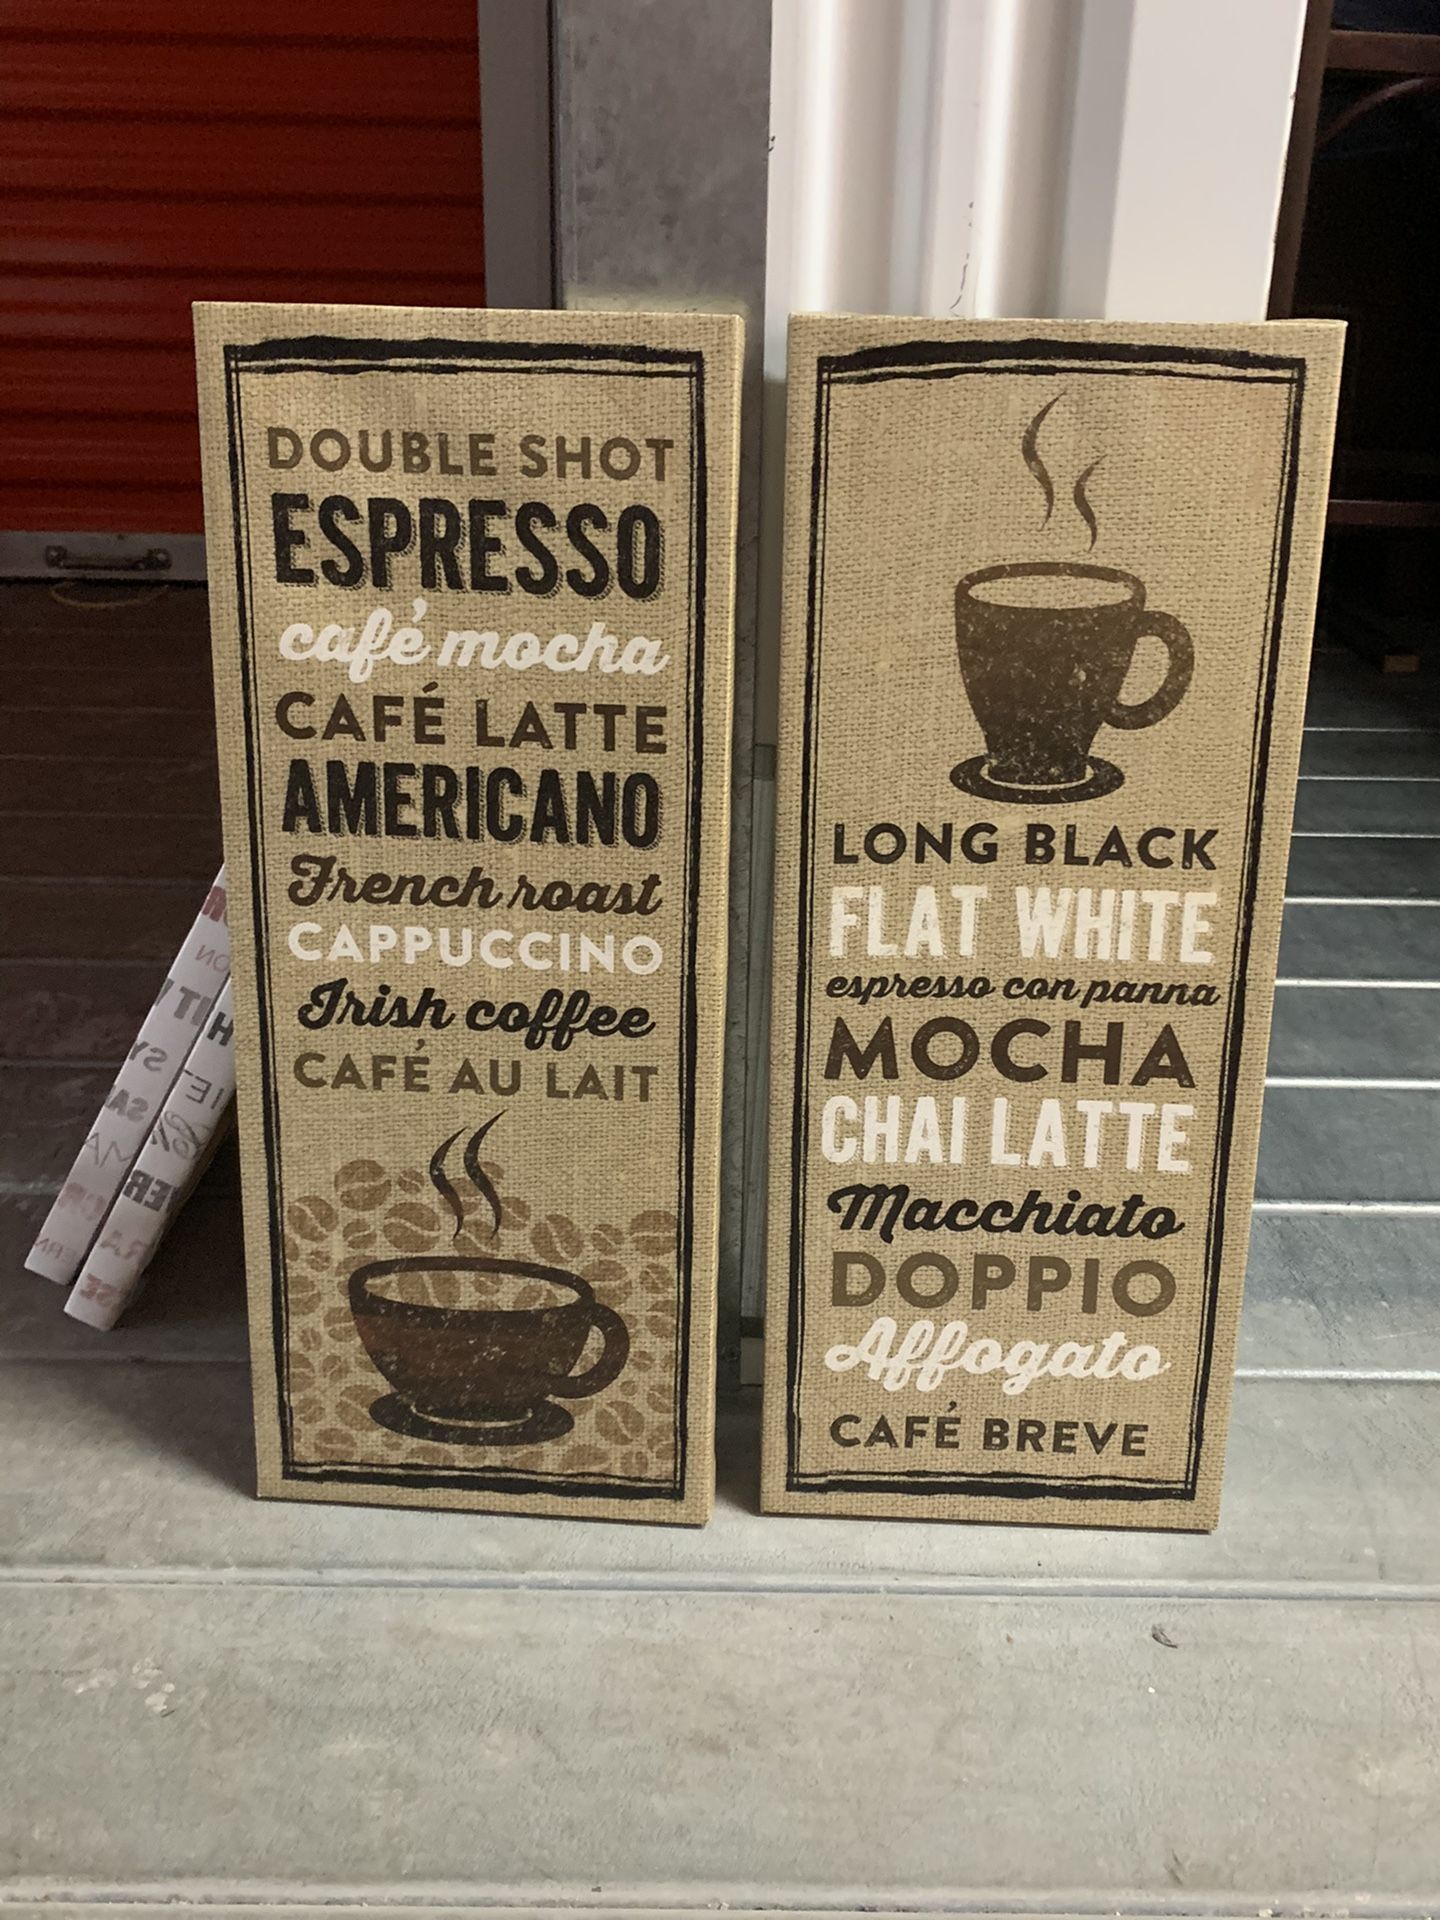 DOUBLE SHOT
ESPRESSO
café mocha
CAFÉ LATTE
AMERICANO
French roast
CAPPUCCINO
Irish coffee
CAFÉ AU LAIT
LONG BLACK
FLAT WHITE
espresso con panna
MOCHA
CHAI LATTE
Macchiato
DOPPIO
Affogato
CAFÉ BREVE